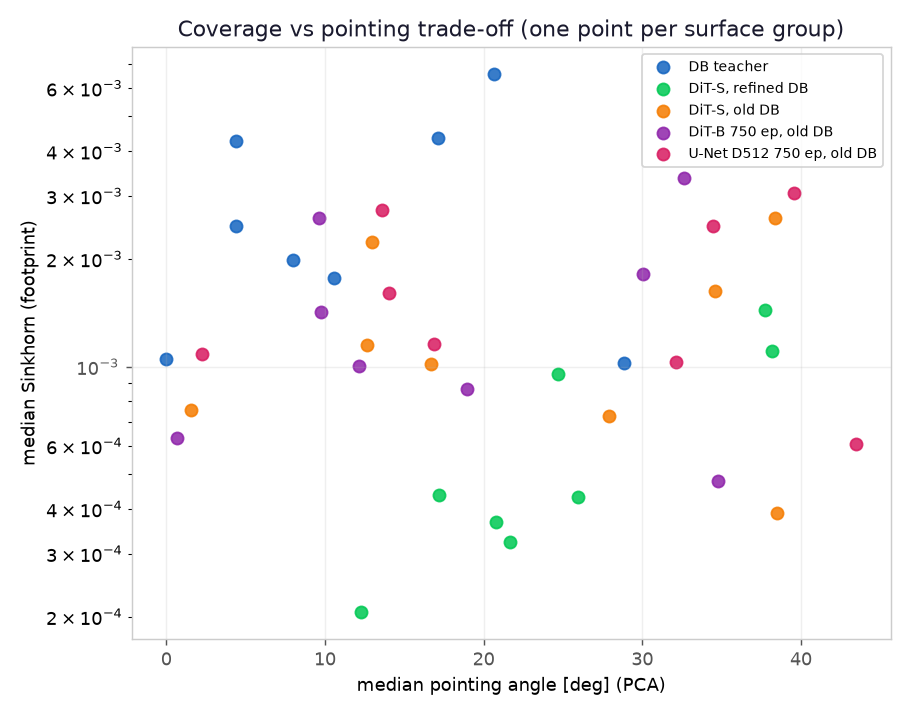 Coverage vs pointing trade-off (one point per surface group)
DB teacher
DiT-S, refined DB
DiT-S, old DB
DiT-B 750 ep, old DB
U-Net D512 750 ep, old DB
median Sinkhorn (footprint)
6 × 10⁻³
4 × 10⁻³
3 × 10⁻³
2 × 10⁻³
10⁻³
6 × 10⁻⁴
4 × 10⁻⁴
3 × 10⁻⁴
2 × 10⁻⁴
0 10 20 30 40
median pointing angle [deg] (PCA)